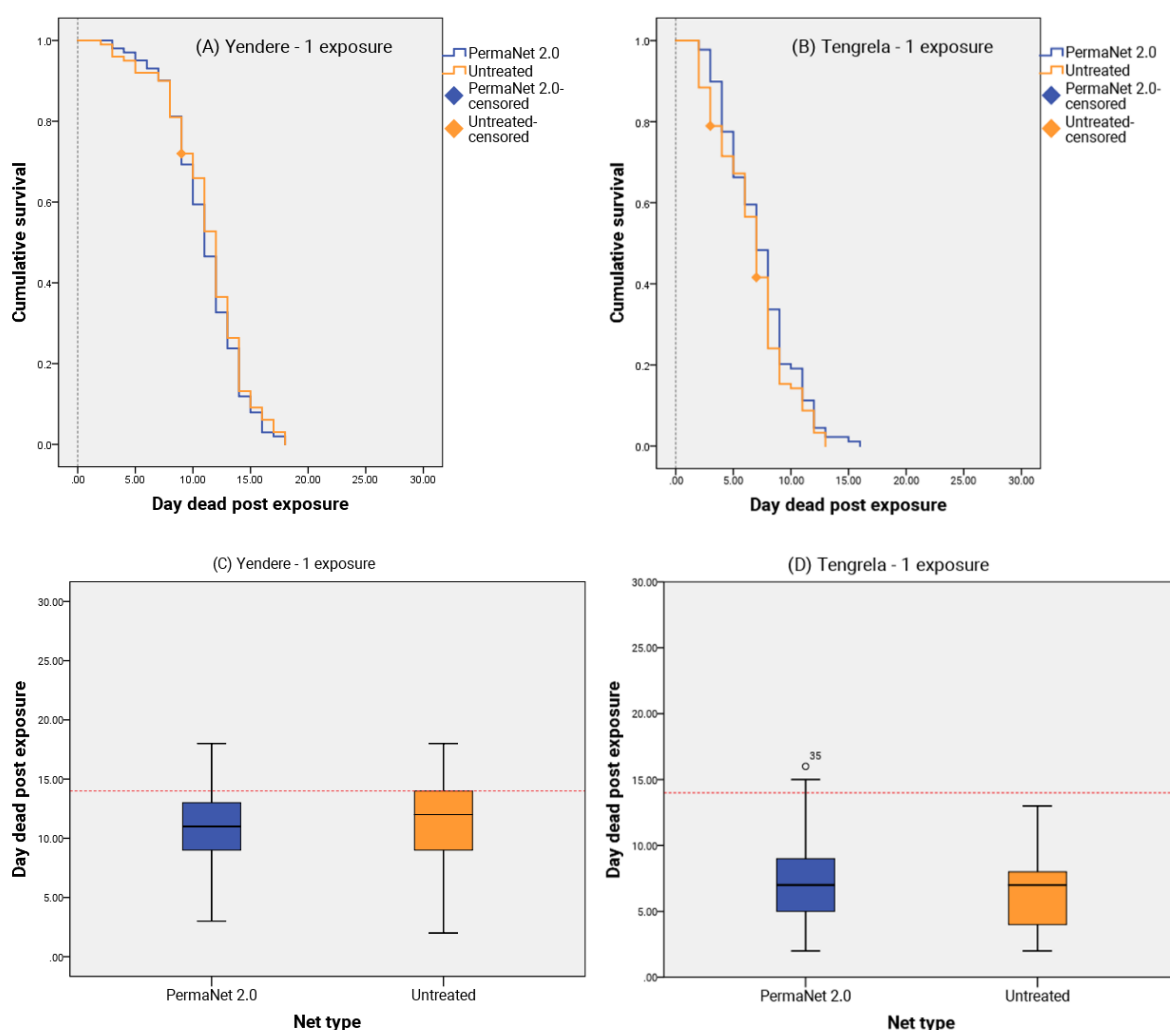 (A) Yendere - 1 exposure
1.0
0.8
0.6
0.4
0.2
0.0
Cumulative survival
.00 5.00 10.00 15.00 20.00 25.00 30.00
Day dead post exposure
PermaNet 2.0
Untreated
PermaNet 2.0-
censored
Untreated-
censored
(B) Tengrela - 1 exposure
1.0
0.8
0.6
0.4
0.2
0.0
Cumulative survival
.00 5.00 10.00 15.00 20.00 25.00 30.00
Day dead post exposure
PermaNet 2.0
Untreated
PermaNet 2.0-
censored
Untreated-
censored
(C) Yendere - 1 exposure
30.00
25.00
20.00
15.00
10.00
5.00
.00
Day dead post exposure
PermaNet 2.0 Untreated
Net type
(D) Tengrela - 1 exposure
30.00
25.00
20.00
15.00
10.00
5.00
.00
Day dead post exposure
35
PermaNet 2.0 Untreated
Net type